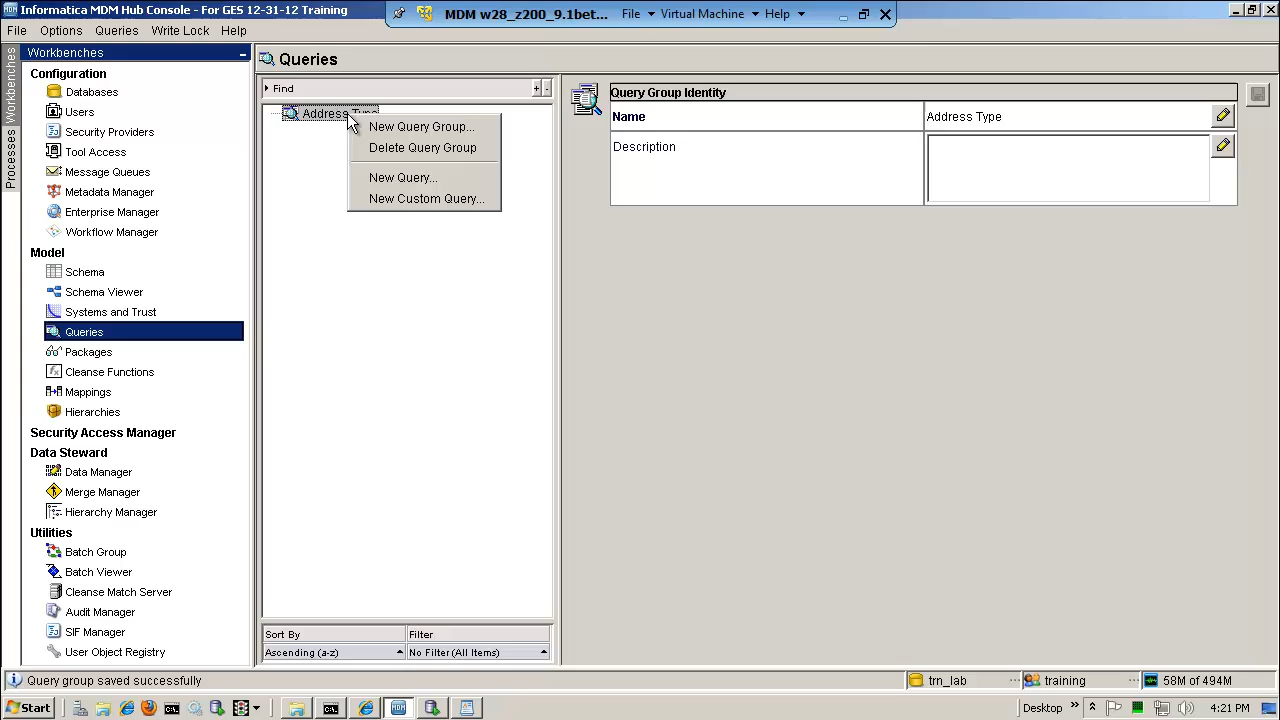 Informatica MDM Hub Console - For GES 12-31-12 Training
MDM w28_z200_9.1bet...
File
Virtual Machine
Help
File Options Queries Write Lock Help
Workbenches
Processes
Workbenches
Configuration
Databases
Users
Security Providers
Tool Access
Message Queues
Metadata Manager
Enterprise Manager
Workflow Manager
Model
Schema
Schema Viewer
Systems and Trust
Queries
Packages
Cleanse Functions
Mappings
Hierarchies
Security Access Manager
Data Steward
Data Manager
Merge Manager
Hierarchy Manager
Utilities
Batch Group
Batch Viewer
Cleanse Match Server
Audit Manager
SIF Manager
User Object Registry
Queries
Find
+ -
Address Type
New Query Group...
Delete Query Group
New Query...
New Custom Query...
Sort By
Filter
Ascending (a-z)
No Filter (All Items)
Query Group Identity
Name
Address Type
Description
Query group saved successfully
trn_lab
training
58M of 494M
Start
MDM
Desktop
4:21 PM